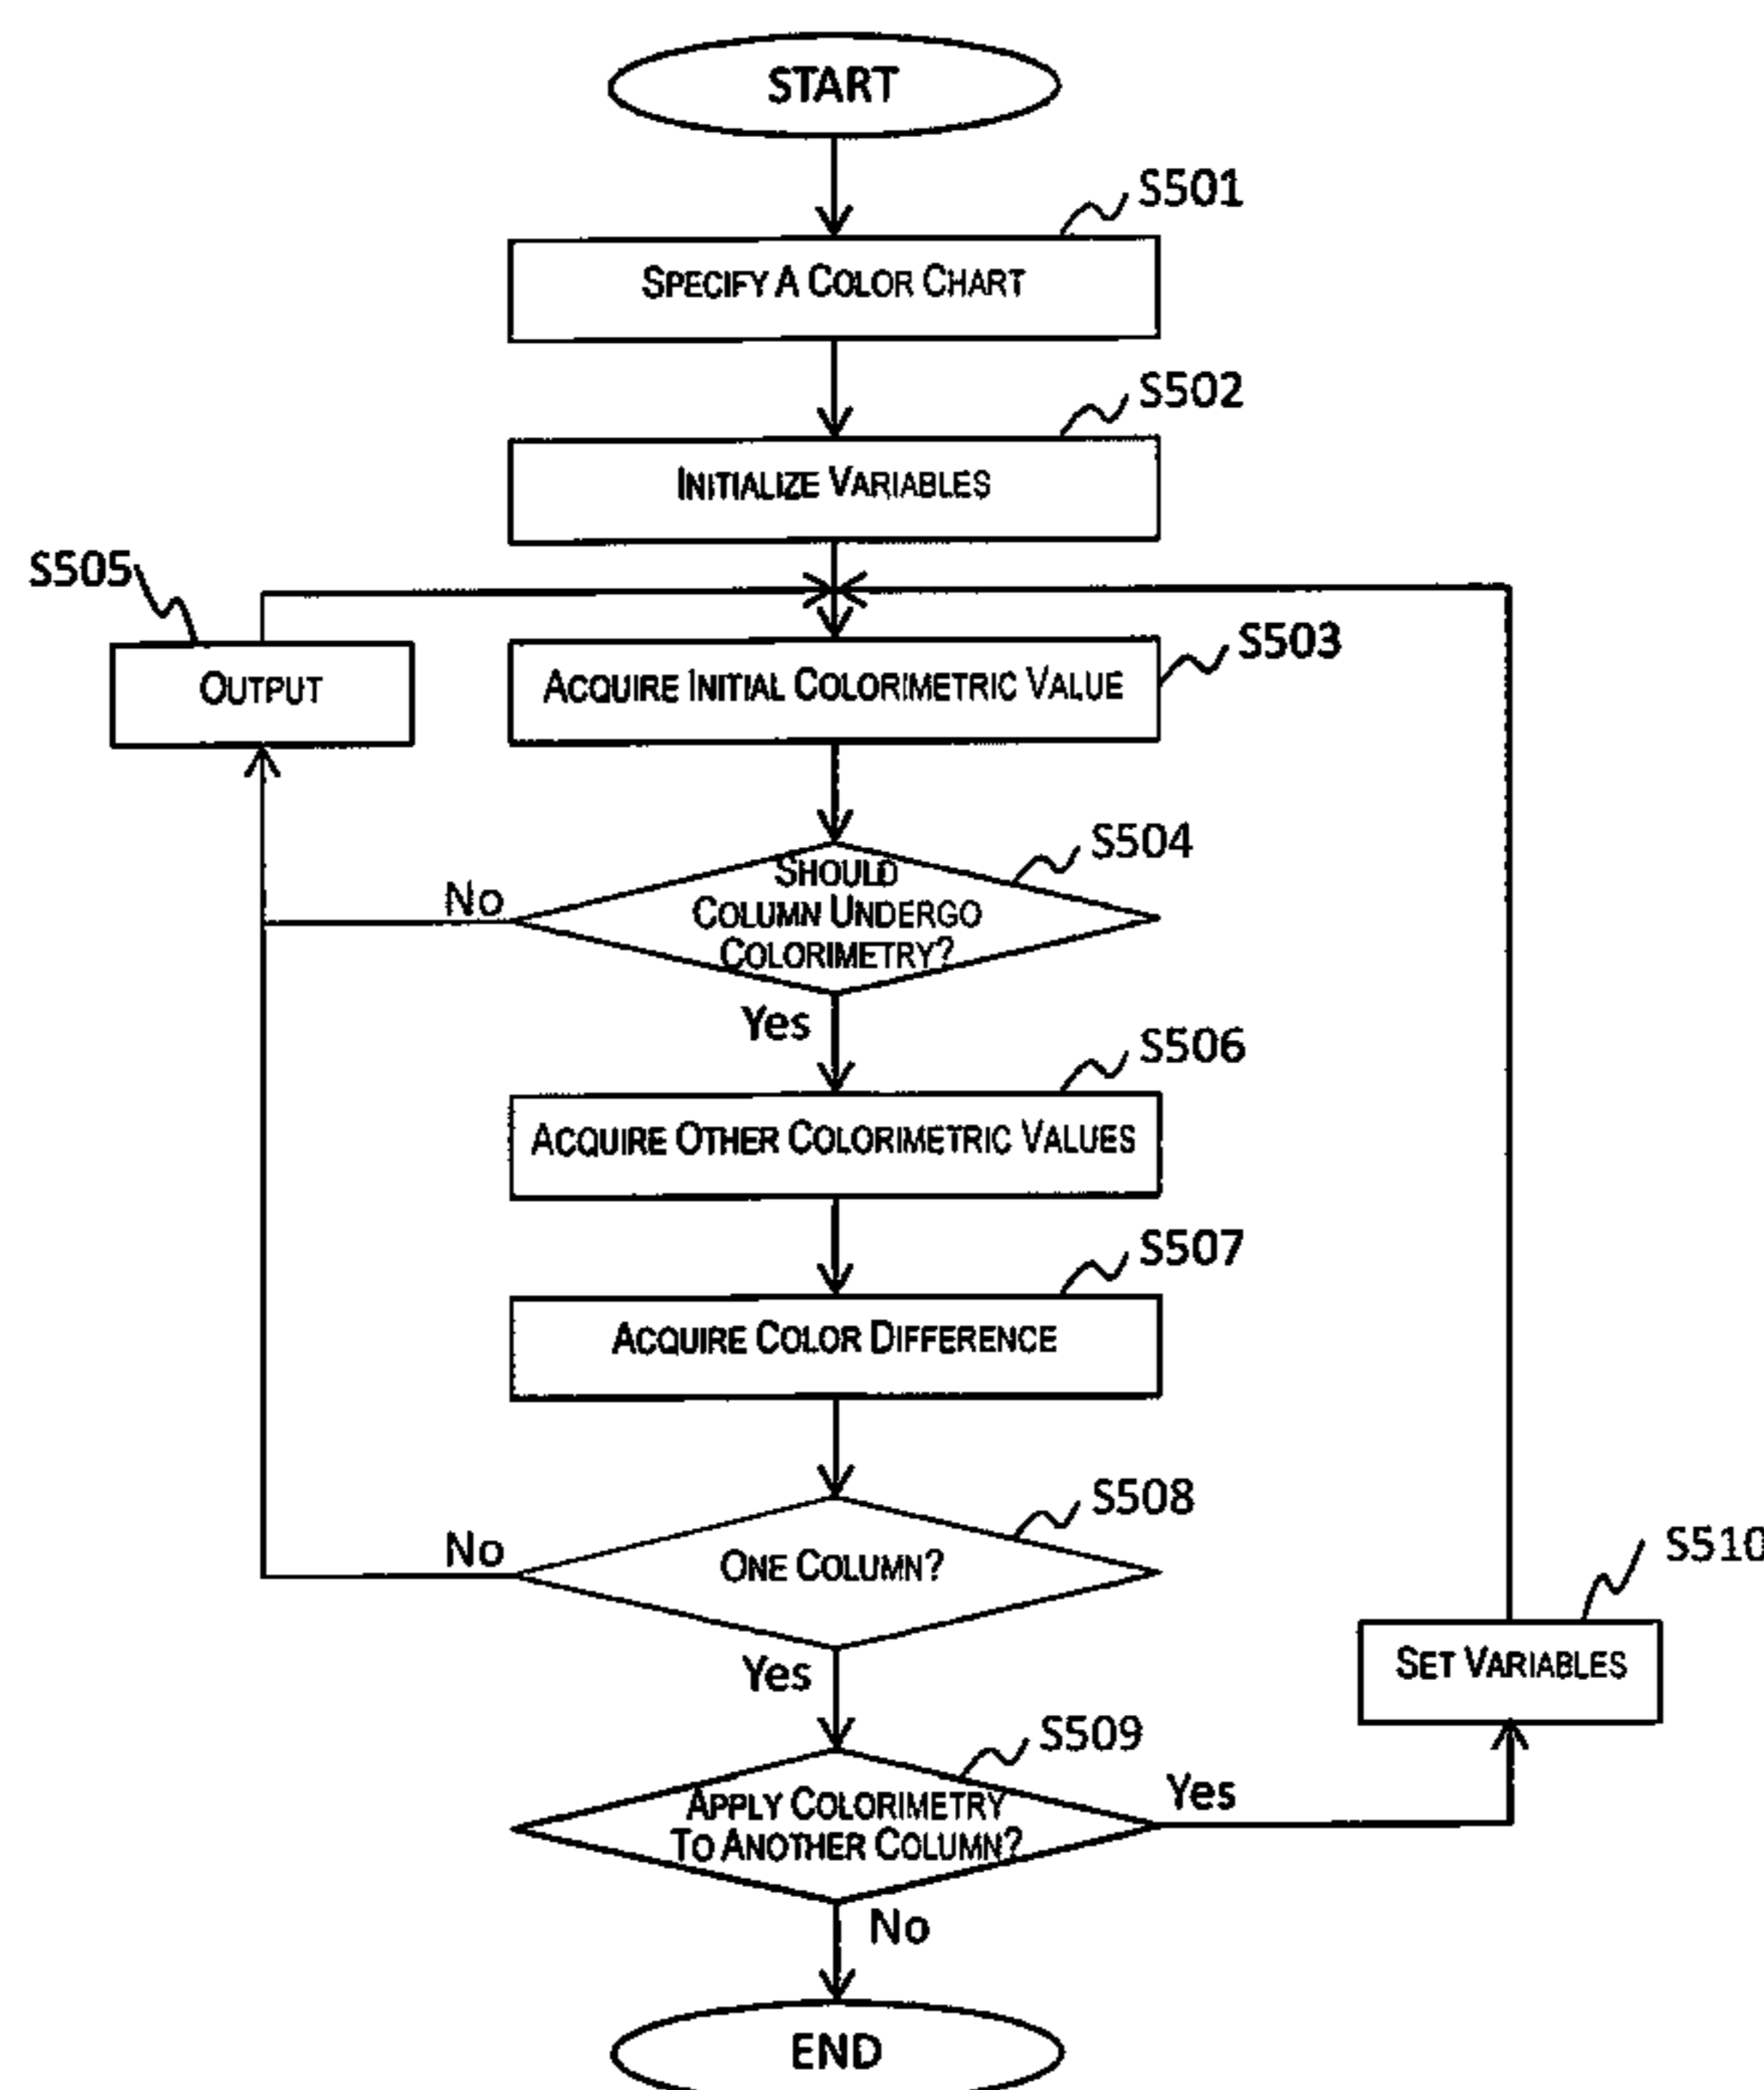 START
S501
SPECIFY A COLOR CHART
S502
INITIALIZE VARIABLES
S505
OUTPUT
S503
ACQUIRE INITIAL COLORIMETRIC VALUE
S504
No
SHOULD
COLUMN UNDERGO
COLORIMETRY?
Yes
S506
ACQUIRE OTHER COLORIMETRIC VALUES
S507
ACQUIRE COLOR DIFFERENCE
S508
No
ONE COLUMN?
Yes
S510
SET VARIABLES
S509
APPLY COLORIMETRY
TO ANOTHER COLUMN?
Yes
No
END